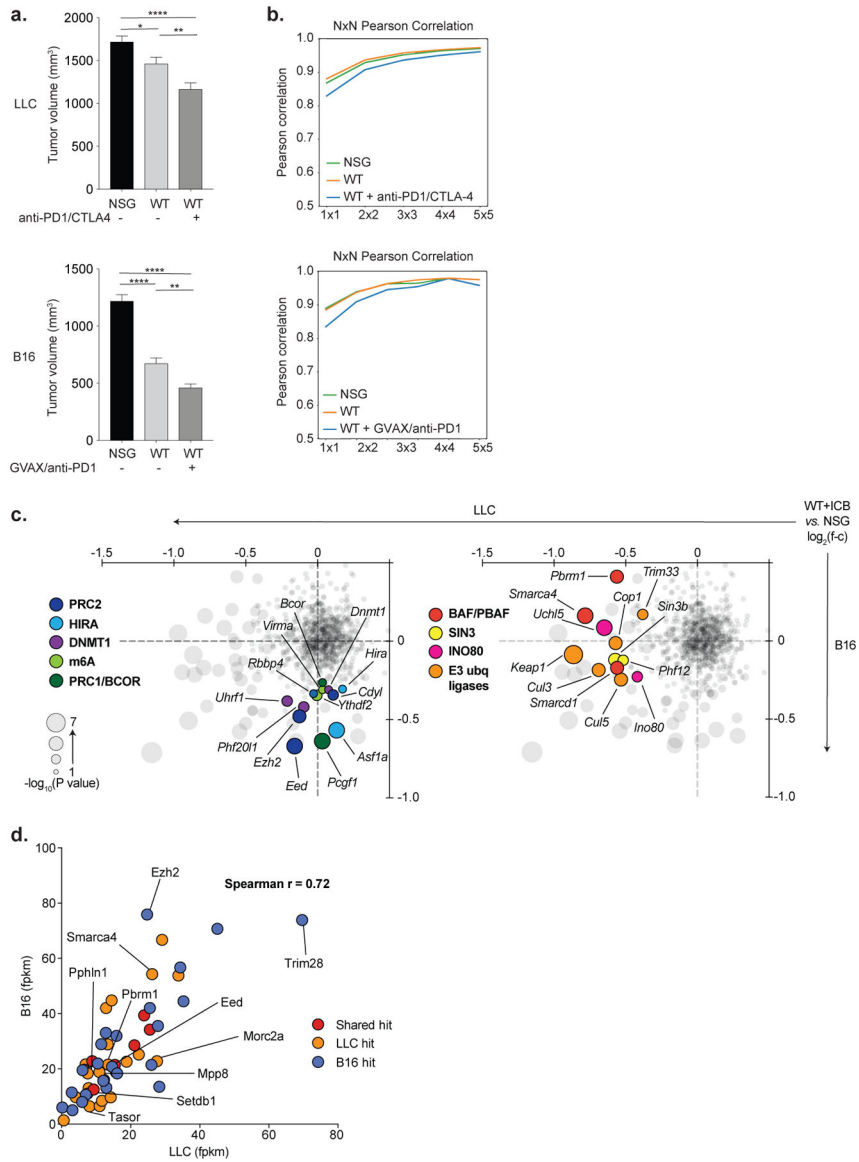 a.
****
*
**
2000
1500
1000
500
0
Tumor volume (mm³)
LLC
NSG WT WT
anti-PD1/CTLA4 - - +
****
****
**
1500
1000
500
0
Tumor volume (mm³)
B16
NSG WT WT
GVAX/anti-PD1 - - +
b.
NxN Pearson Correlation
1.0
0.9
0.8
0.7
0.6
0.5
Pearson correlation
NSG
WT
WT + anti-PD1/CTLA-4
1x1 2x2 3x3 4x4 5x5
NxN Pearson Correlation
1.0
0.9
0.8
0.7
0.6
0.5
Pearson correlation
NSG
WT
WT + GVAX/anti-PD1
1x1 2x2 3x3 4x4 5x5
c.
LLC
WT+ICB
vs. NSG
log₂(f-c)
B16
-1.5 -1.0 -0.5 0
PRC2
HIRA
DNMT1
m6A
PRC1/BCOR
Bcor
Dnmt1
Virma
Hira
Rbbp4
Uhrf1
Cdyl
Ythdf2
Phf20l1
Ezh2
Asf1a
Eed
Pcgf1
7
1
-log₁₀(P value)
0
-0.5
-1.0
-1.5 -1.0 -0.5 0
BAF/PBAF
SIN3
INO80
E3 ubq
ligases
Pbrm1
Trim33
Smarca4
Cop1
Uchl5
Sin3b
Keap1
Phf12
Cul3
Smarcd1
Cul5
Ino80
0
-0.5
-1.0
d.
100
80
60
40
20
0
B16 (fpkm)
Ezh2
Spearman r = 0.72
Smarca4
Trim28
Pphln1
Pbrm1
Eed
Morc2a
Mpp8
Setdb1
Tasor
Shared hit
LLC hit
B16 hit
0 20 40 60 80
LLC (fpkm)